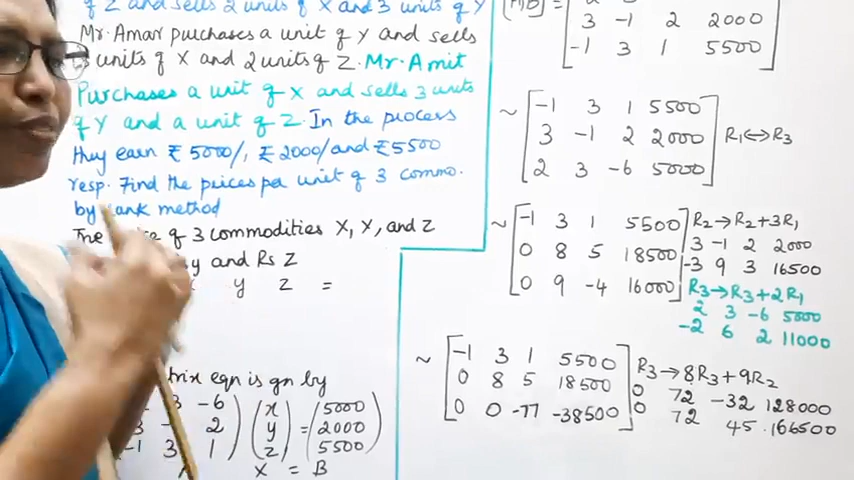 of Z and sells 2 units of X and 3 units of Y
Mr. Amar purchases a unit of Y and sells
units of X and 2 units of Z. Mr. Amit
Purchases a unit of X and sells 3 units
of Y and a unit of Z. In the process
they earn ₹ 5000/, ₹ 2000/ and ₹ 5500
resp. Find the prices per unit of 3 commo.
by rank method
of 3 commodities X, Y, and Z
y and Rs Z
y z =
eqn is gn by
3 -6 x 5000
2 y = 2000
-1 3 1 z 5500
X = B
3 -1 2 2000
-1 3 1 5500
~ -1 3 1 5500
3 -1 2 2000 R1↔R3
2 3 -6 5000
~ -1 3 1 5500 R2→R2+3R1
0 8 5 18500 3 -1 2 2000
0 9 -4 16000 -3 9 3 16500
R3→R3+2R1
2 3 -6 5000
-2 6 2 11000
~ -1 3 1 5500 R3→8R3+9R2
0 8 5 18500 0 72 -32 128000
0 0 -77 -38500 0 72 45 166500